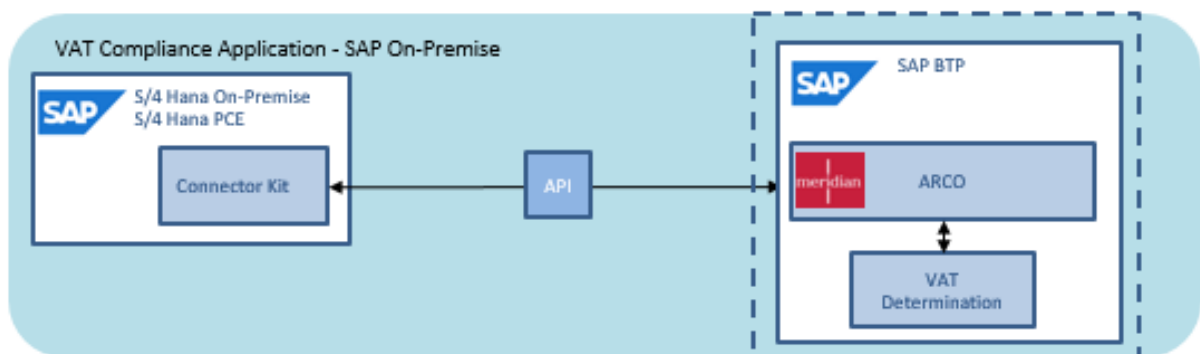 VAT Compliance Application - SAP On-Premise
SAP
S/4 Hana On-Premise
S/4 Hana PCE
Connector Kit
API
SAP
SAP BTP
meridian
ARCO
VAT
Determination